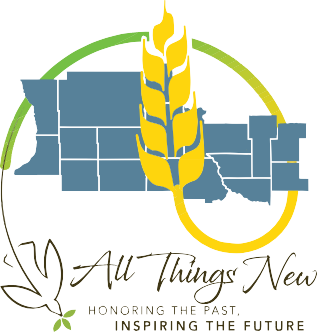 All Things New
HONORING THE PAST,
INSPIRING THE FUTURE